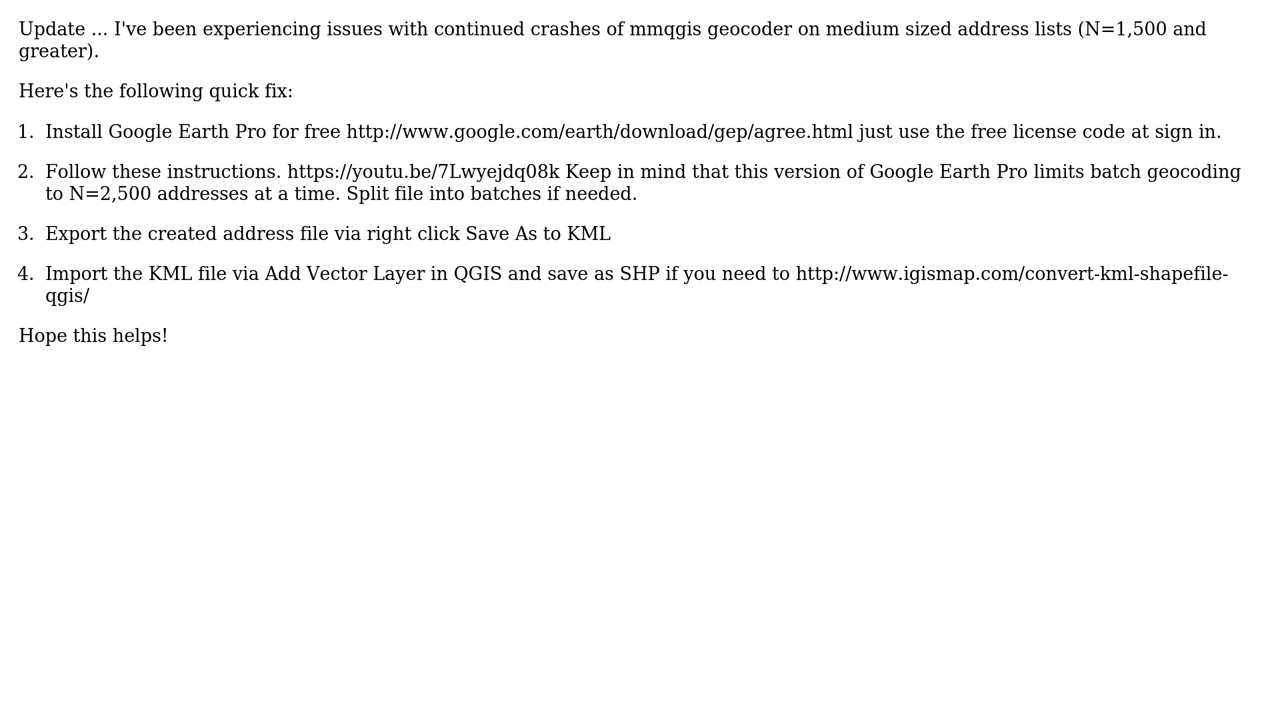 Update ... I've been experiencing issues with continued crashes of mmqgis geocoder on medium sized address lists (N=1,500 and
greater).
Here's the following quick fix:
1. Install Google Earth Pro for free http://www.google.com/earth/download/gep/agree.html just use the free license code at sign in.
2. Follow these instructions. https://youtu.be/7Lwyejdq08k Keep in mind that this version of Google Earth Pro limits batch geocoding
to N=2,500 addresses at a time. Split file into batches if needed.
3. Export the created address file via right click Save As to KML
4. Import the KML file via Add Vector Layer in QGIS and save as SHP if you need to http://www.igismap.com/convert-kml-shapefile-
qgis/
Hope this helps!